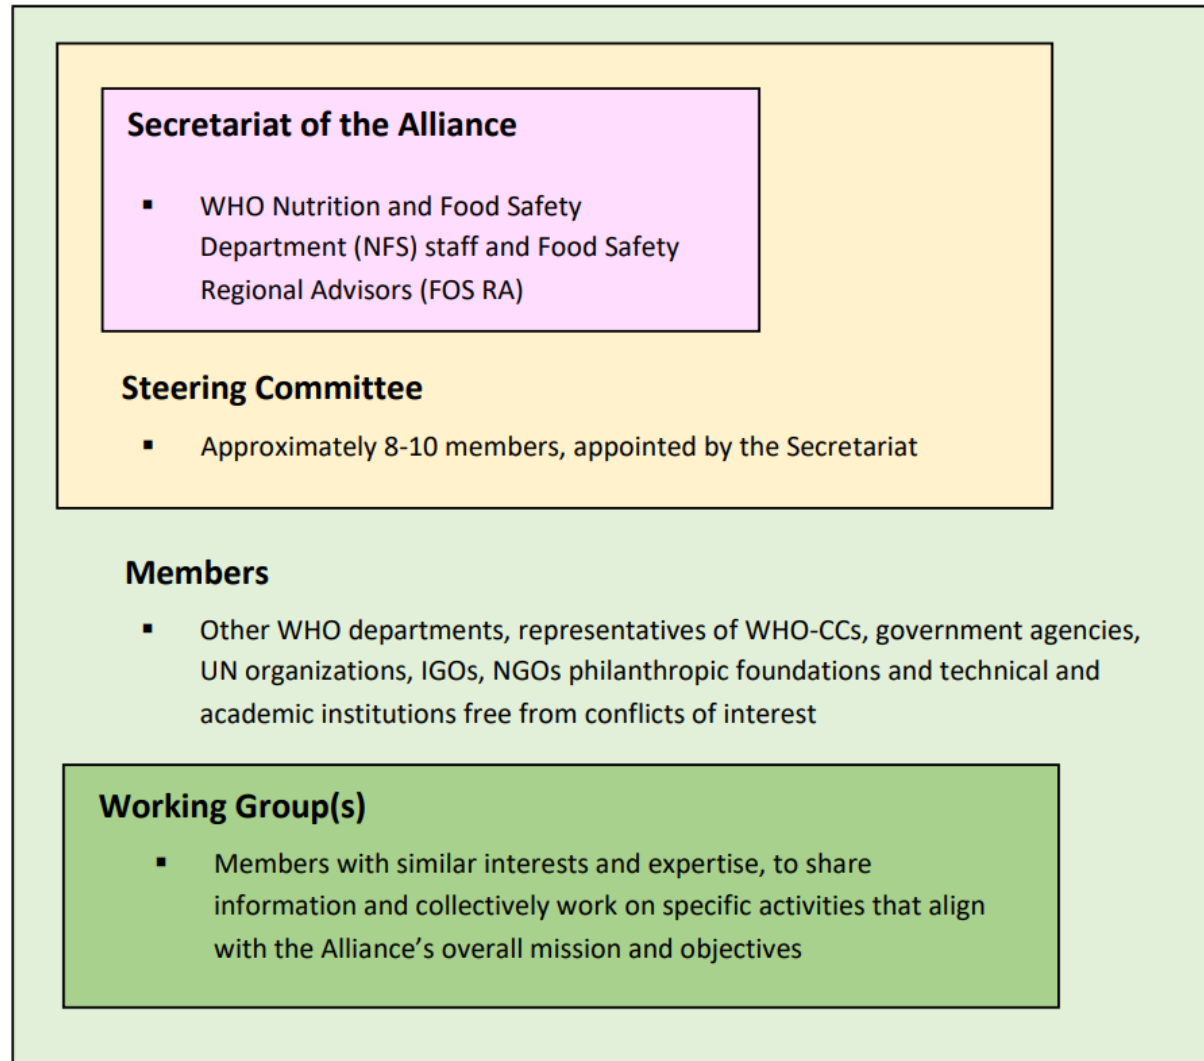 Secretariat of the Alliance
▪ WHO Nutrition and Food Safety
Department (NFS) staff and Food Safety
Regional Advisors (FOS RA)
Steering Committee
▪ Approximately 8-10 members, appointed by the Secretariat
Members
▪ Other WHO departments, representatives of WHO-CCs, government agencies,
UN organizations, IGOs, NGOs philanthropic foundations and technical and
academic institutions free from conflicts of interest
Working Group(s)
▪ Members with similar interests and expertise, to share
information and collectively work on specific activities that align
with the Alliance’s overall mission and objectives